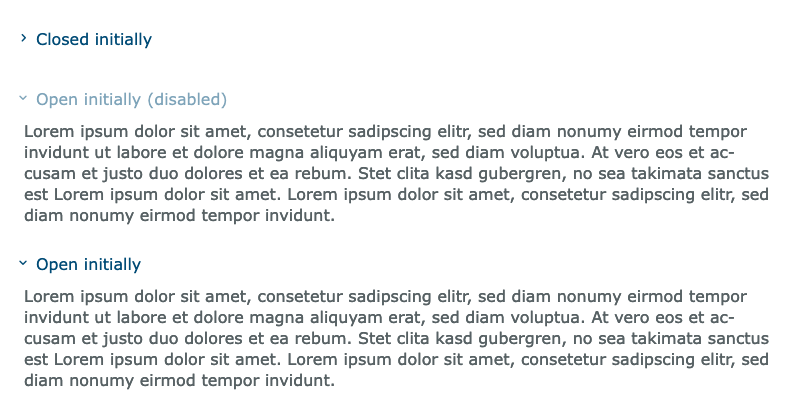 Closed initially
Open initially (disabled)
Lorem ipsum dolor sit amet, consetetur sadipscing elitr, sed diam nonumy eirmod tempor
invidunt ut labore et dolore magna aliquyam erat, sed diam voluptua. At vero eos et ac-
cusam et justo duo dolores et ea rebum. Stet clita kasd gubergren, no sea takimata sanctus
est Lorem ipsum dolor sit amet. Lorem ipsum dolor sit amet, consetetur sadipscing elitr, sed
diam nonumy eirmod tempor invidunt.
Open initially
Lorem ipsum dolor sit amet, consetetur sadipscing elitr, sed diam nonumy eirmod tempor
invidunt ut labore et dolore magna aliquyam erat, sed diam voluptua. At vero eos et ac-
cusam et justo duo dolores et ea rebum. Stet clita kasd gubergren, no sea takimata sanctus
est Lorem ipsum dolor sit amet. Lorem ipsum dolor sit amet, consetetur sadipscing elitr, sed
diam nonumy eirmod tempor invidunt.